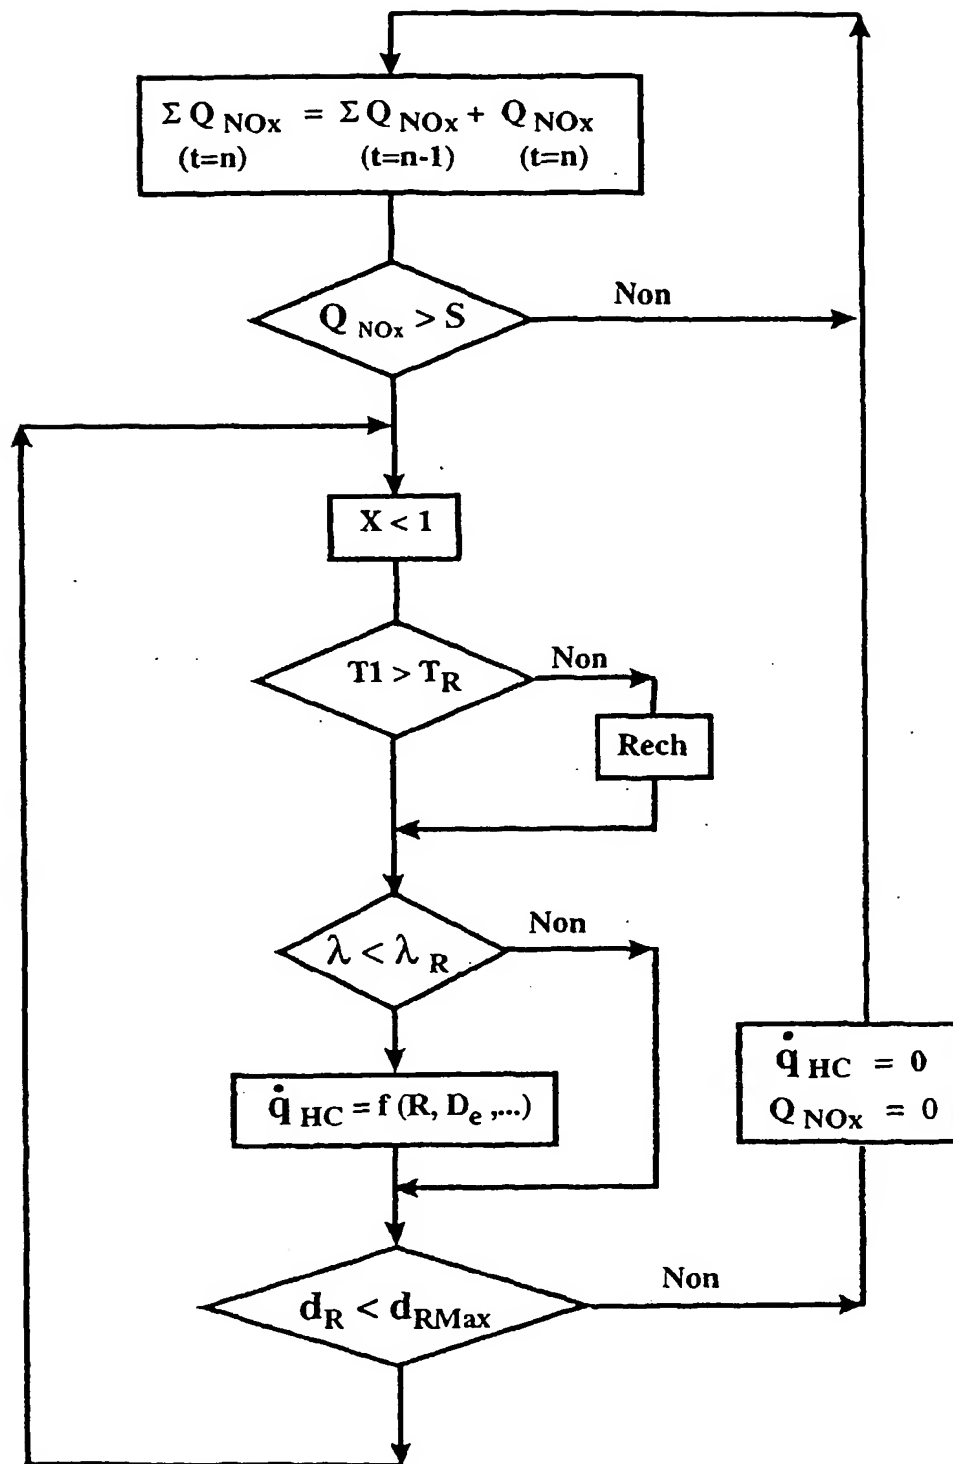 Σ Q NOx = Σ Q NOx + Q NOx
(t=n) (t=n-1) (t=n)
Q NOx > S
Non
X < 1
T1 > TR
Non
Rech
λ < λ R
Non
q̇ HC = f (R, De ,...)
q̇ HC = 0
Q NOx = 0
dR < dRMax
Non